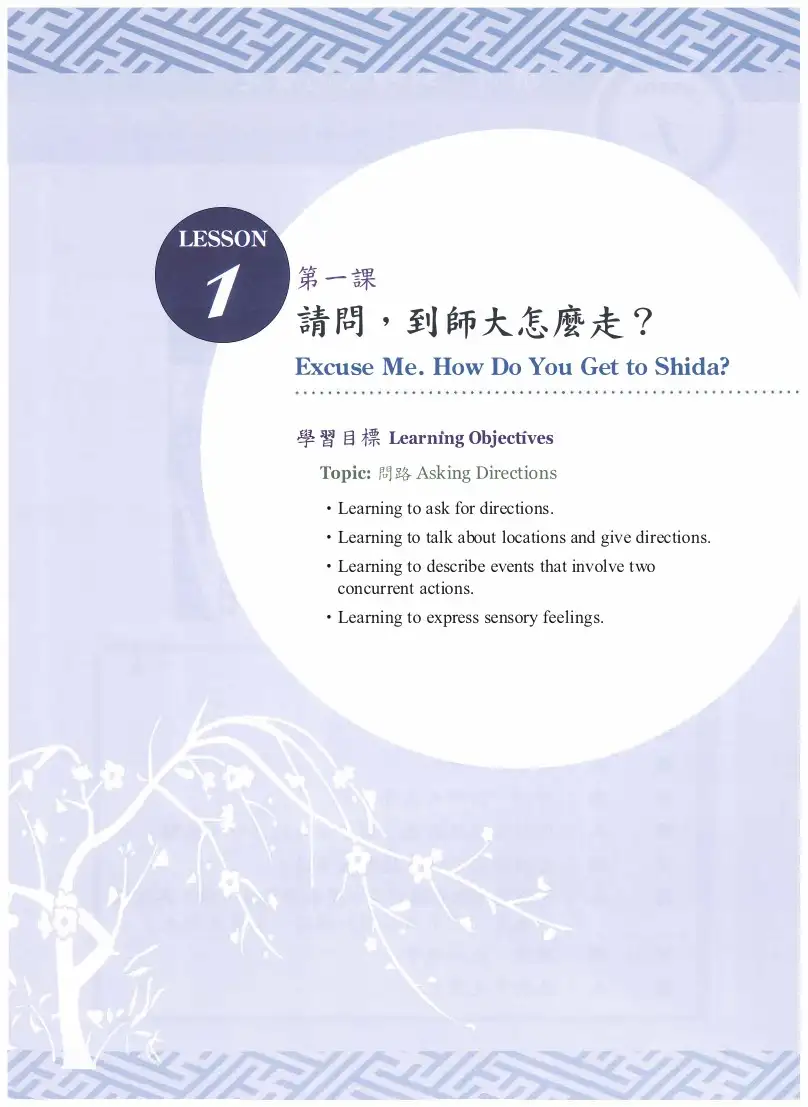 LESSON
1
第一課
請問，到師大怎麼走？
Excuse Me. How Do You Get to Shida?
學習目標 Learning Objectives
Topic: 問路 Asking Directions
・Learning to ask for directions.
・Learning to talk about locations and give directions.
・Learning to describe events that involve two
concurrent actions.
・Learning to express sensory feelings.